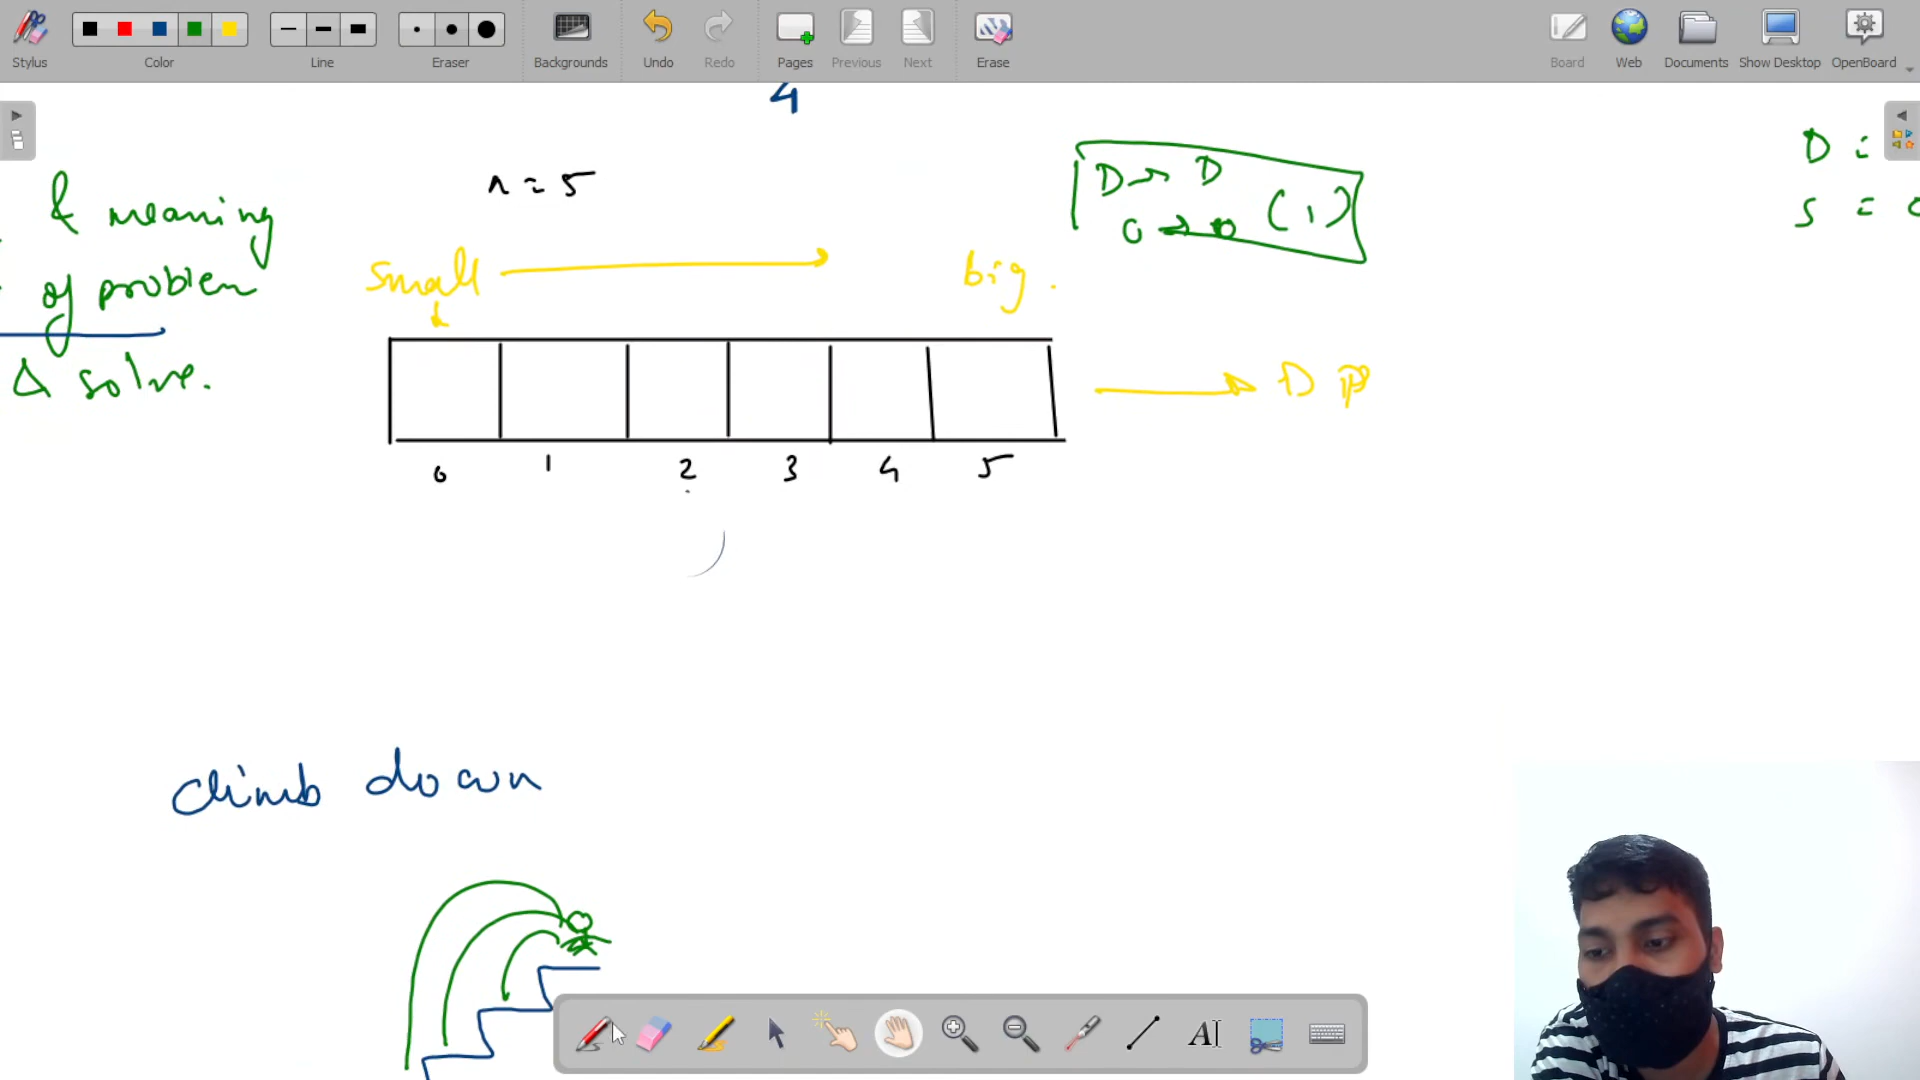 Stylus Color Line Eraser Backgrounds Undo Redo Pages Previous Next Erase Board Web Documents Show Desktop OpenBoard
4
n = 5
& meaning
of problem
solve.
D → D
0 → 0 (1)
D =
S =
small
big.
DP
0 1 2 3 4 5
climb down